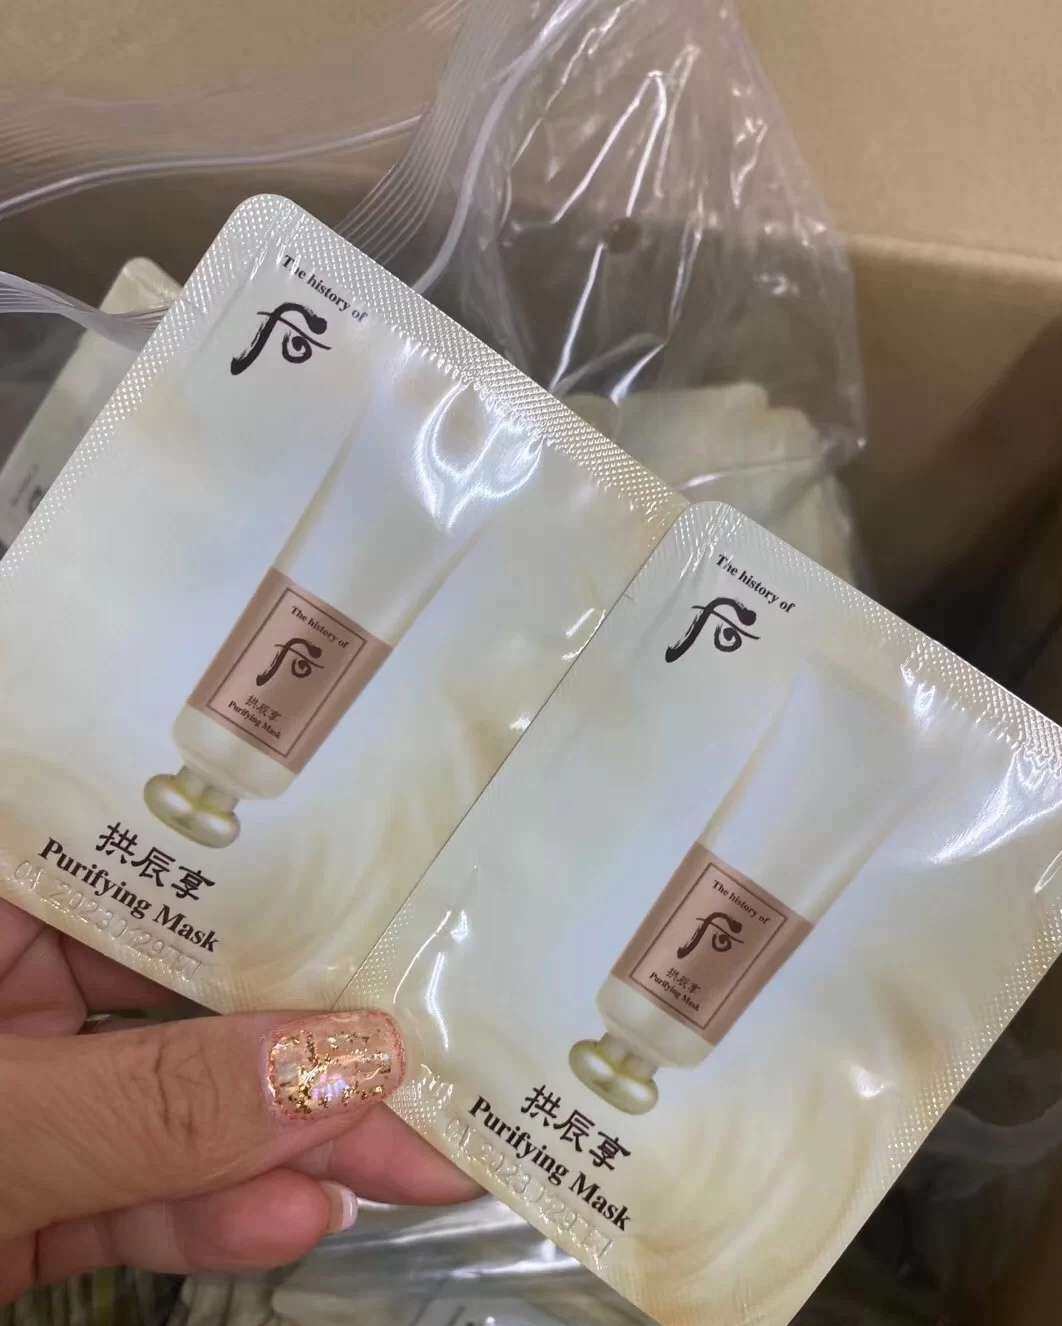 The history of
后
The history of
后
拱辰享
Purifying Mask
拱辰享
Purifying Mask
The history of
后
The history of
后
拱辰享
Purifying Mask
拱辰享
Purifying Mask